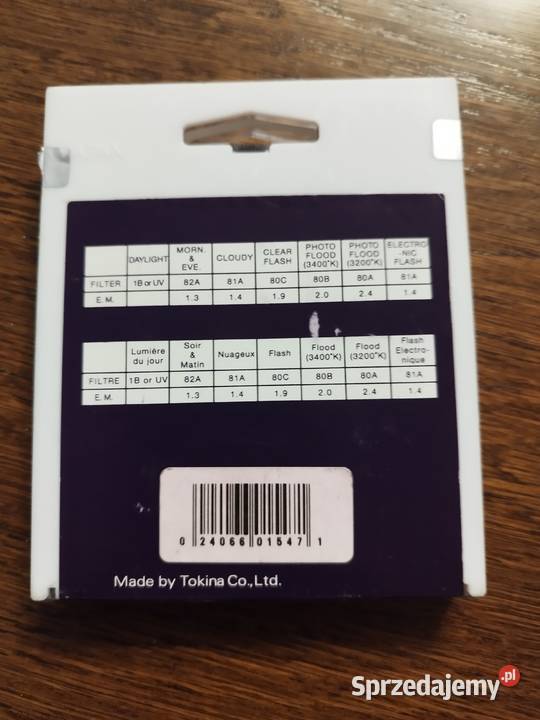 DAYLIGHT MORN. & EVE. CLOUDY CLEAR FLASH PHOTO FLOOD (3400°K) PHOTO FLOOD (3200°K) ELECTRO-NIC FLASH
FILTER 1B or UV 82A 81A 80C 80B 80A 81A
E.M. 1.3 1.4 1.9 2.0 2.4 1.4
Lumiére du jour Soir & Matin Nuageux Flash Flood (3400°K) Flood (3200°K) Flash Electro-nique
FILTRE 1B or UV 82A 81A 80C 80B 80A 81A
E.M. 1.3 1.4 1.9 2.0 2.4 1.4
0 24066 01547 1
Made by Tokina Co.,Ltd.
Sprzedajemy.pl